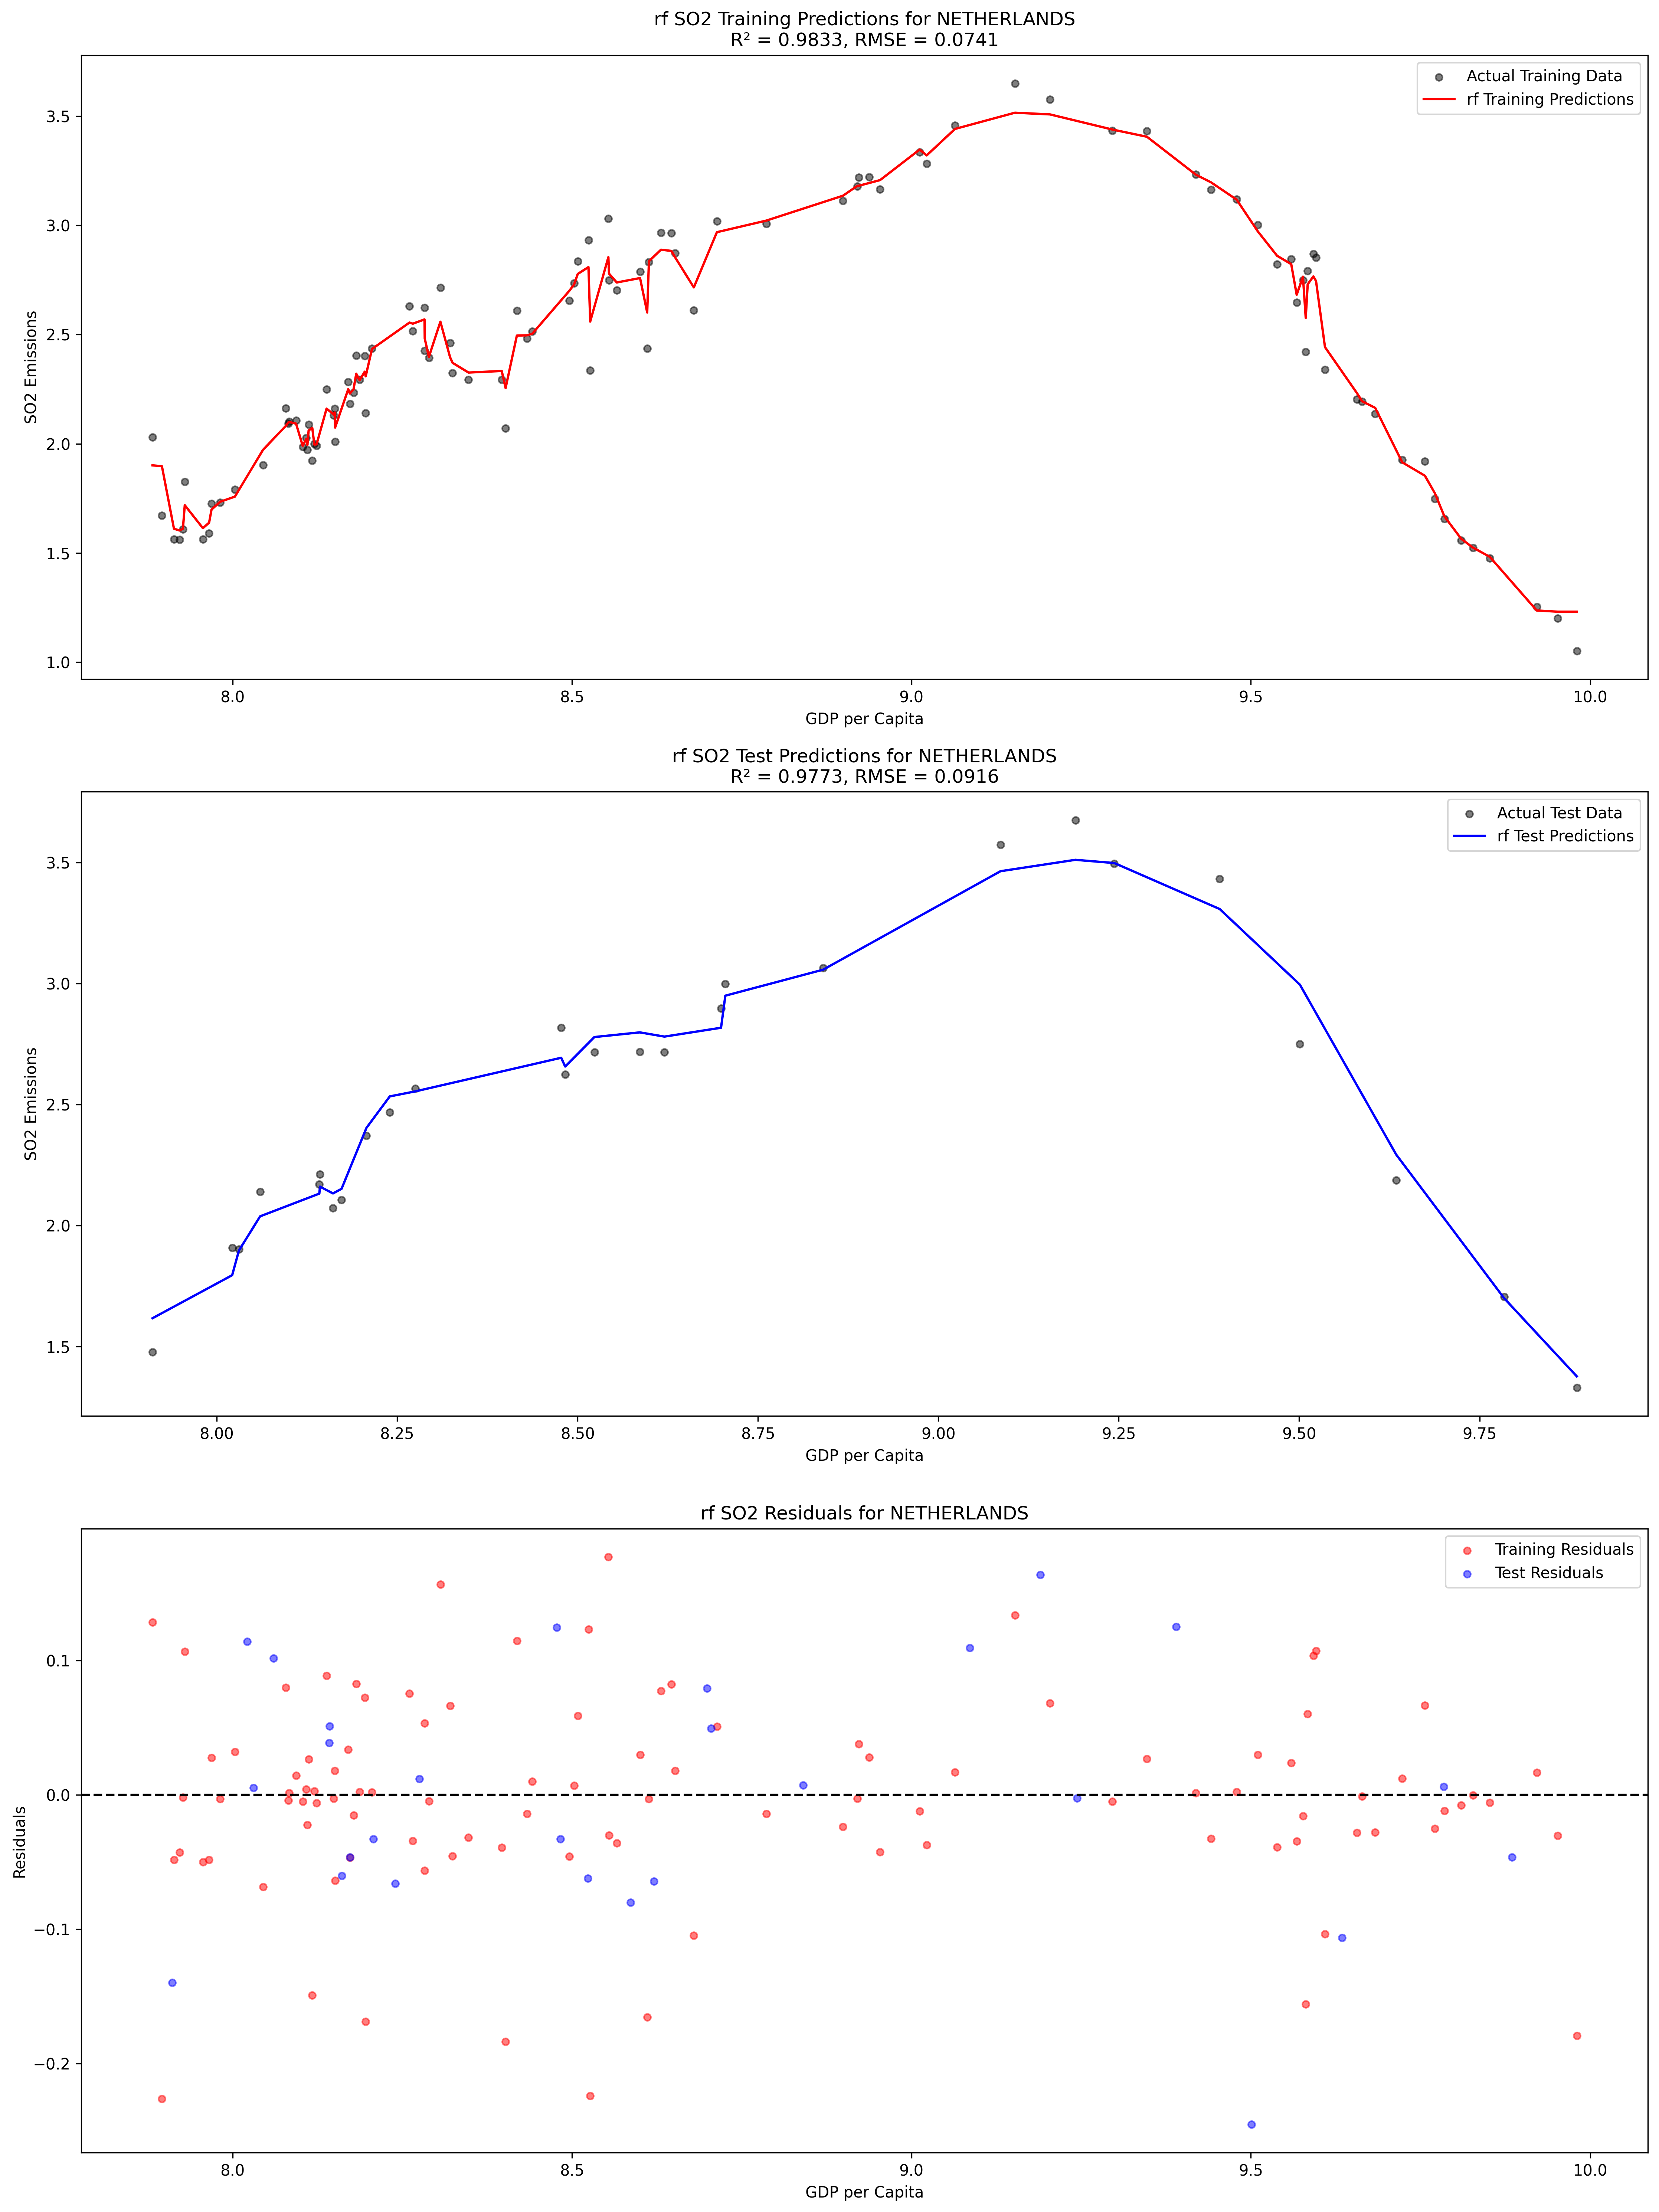 rf SO2 Training Predictions for NETHERLANDS
R² = 0.9833, RMSE = 0.0741
Actual Training Data
rf Training Predictions
SO2 Emissions
3.5
3.0
2.5
2.0
1.5
1.0
8.0 8.5 9.0 9.5 10.0
GDP per Capita
rf SO2 Test Predictions for NETHERLANDS
R² = 0.9773, RMSE = 0.0916
Actual Test Data
rf Test Predictions
SO2 Emissions
3.5
3.0
2.5
2.0
1.5
8.00 8.25 8.50 8.75 9.00 9.25 9.50 9.75
GDP per Capita
rf SO2 Residuals for NETHERLANDS
Training Residuals
Test Residuals
Residuals
0.1
0.0
−0.1
−0.2
8.0 8.5 9.0 9.5 10.0
GDP per Capita